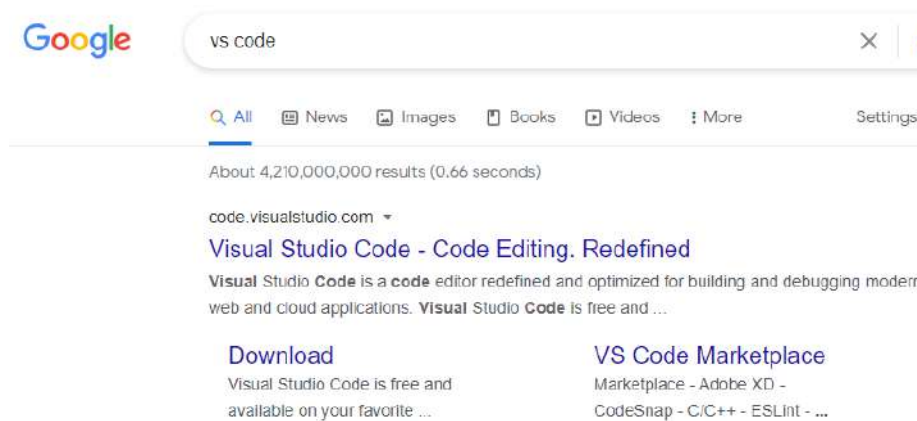 Google vs code
All News Images Books Videos More Settings
About 4,210,000,000 results (0.66 seconds)
code.visualstudio.com
Visual Studio Code - Code Editing. Redefined
Visual Studio Code is a code editor redefined and optimized for building and debugging modern
web and cloud applications. Visual Studio Code is free and ...
Download VS Code Marketplace
Visual Studio Code is free and Marketplace - Adobe XD -
available on your favorite ... CodeSnap - C/C++ - ESLint - ...